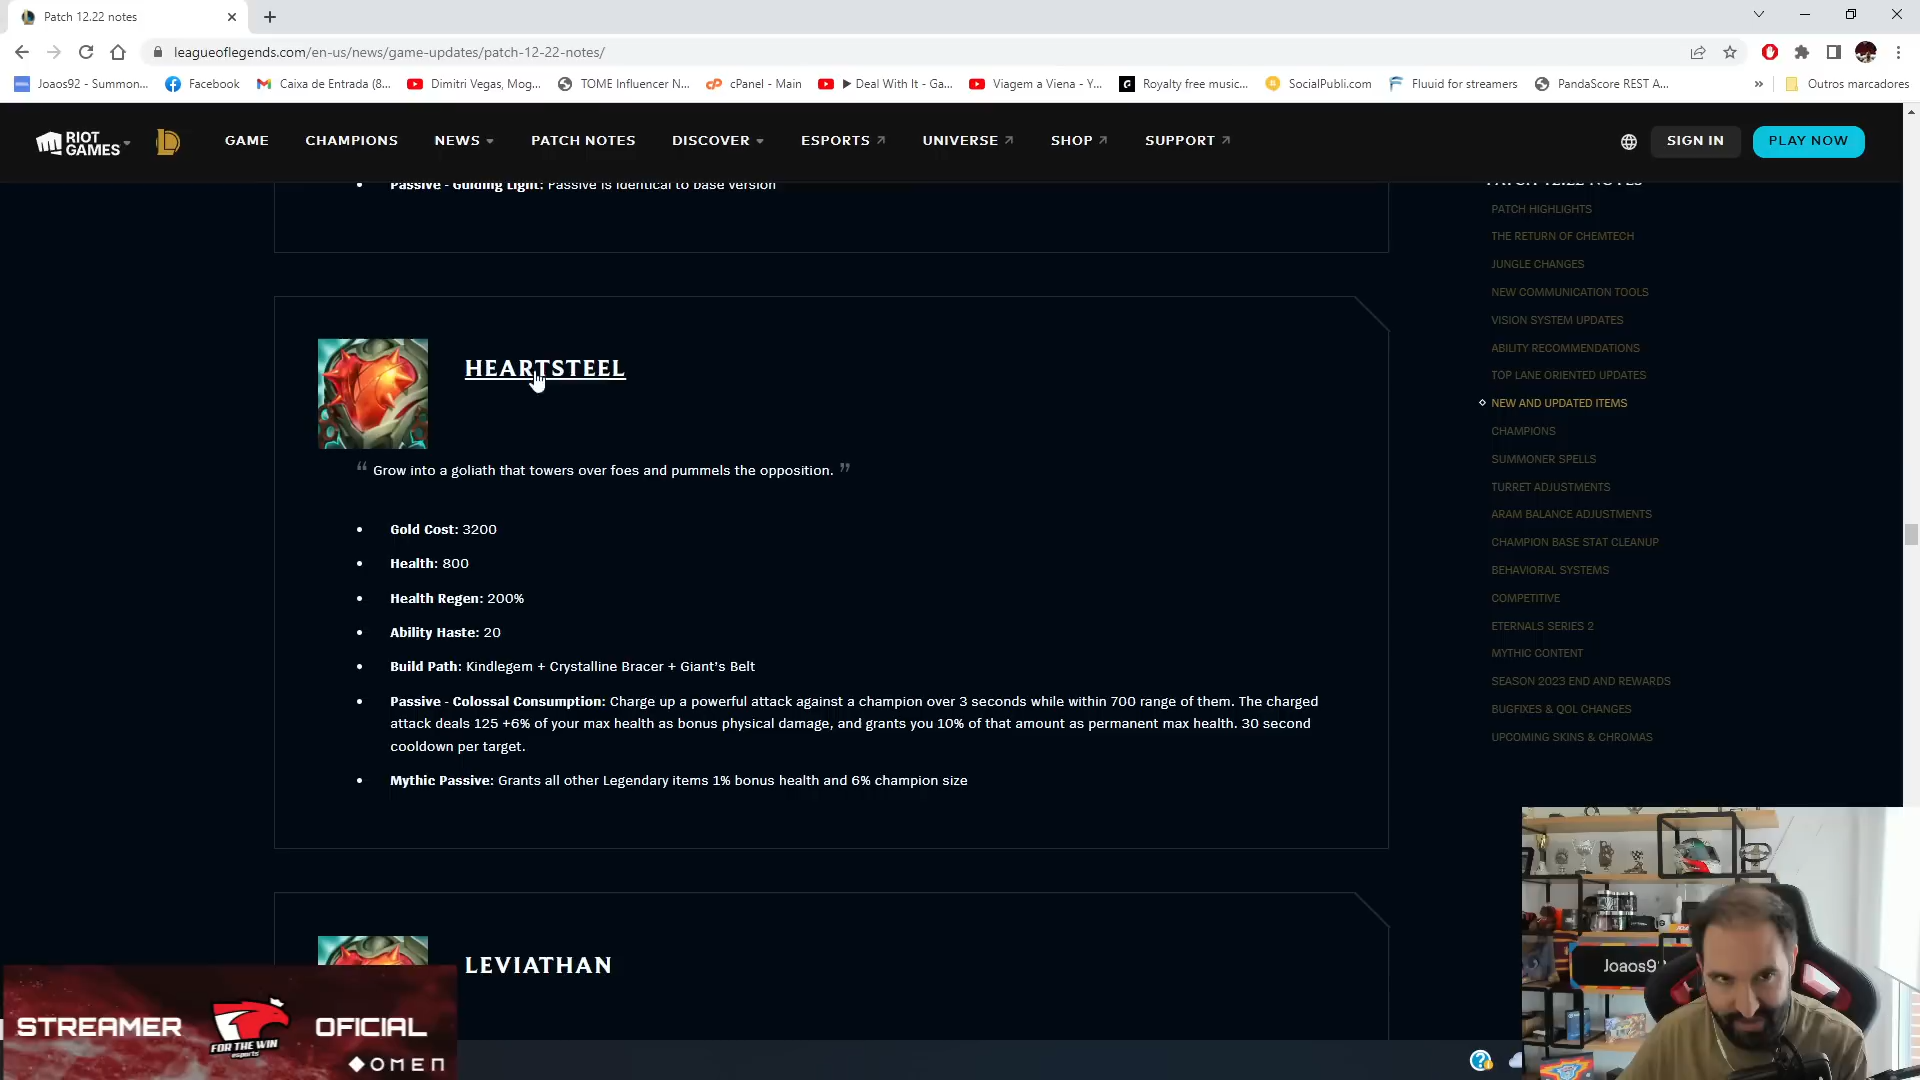 Patch 12.22 notes
leagueoflegends.com/en-us/news/game-updates/patch-12-22-notes/
Joaos92 - Summon... Facebook Caixa de Entrada (8... Dimitri Vegas, Mog... TOME Influencer N... cPanel - Main ▶ Deal With It - Ga... Viagem a Viena - Y... Royalty free music... SocialPubli.com Fluuid for streamers PandaScore REST A... » Outros marcadores
RIOT GAMES GAME CHAMPIONS NEWS PATCH NOTES DISCOVER ESPORTS UNIVERSE SHOP SUPPORT SIGN IN PLAY NOW
• Passive - Guiding Light: Passive is identical to base version
HEARTSTEEL
“ Grow into a goliath that towers over foes and pummels the opposition. ”
• Gold Cost: 3200
• Health: 800
• Health Regen: 200%
• Ability Haste: 20
• Build Path: Kindlegem + Crystalline Bracer + Giant's Belt
• Passive - Colossal Consumption: Charge up a powerful attack against a champion over 3 seconds while within 700 range of them. The charged
attack deals 125 +6% of your max health as bonus physical damage, and grants you 10% of that amount as permanent max health. 30 second
cooldown per target.
• Mythic Passive: Grants all other Legendary items 1% bonus health and 6% champion size
LEVIATHAN
PATCH 12.22 NOTES
PATCH HIGHLIGHTS
THE RETURN OF CHEMTECH
JUNGLE CHANGES
NEW COMMUNICATION TOOLS
VISION SYSTEM UPDATES
ABILITY RECOMMENDATIONS
TOP LANE ORIENTED UPDATES
NEW AND UPDATED ITEMS
CHAMPIONS
SUMMONER SPELLS
TURRET ADJUSTMENTS
ARAM BALANCE ADJUSTMENTS
CHAMPION BASE STAT CLEANUP
BEHAVIORAL SYSTEMS
COMPETITIVE
ETERNALS SERIES 2
MYTHIC CONTENT
SEASON 2023 END AND REWARDS
BUGFIXES & QOL CHANGES
UPCOMING SKINS & CHROMAS
STREAMER FOR THE WIN esports OFICIAL
OMEN
Joaos9